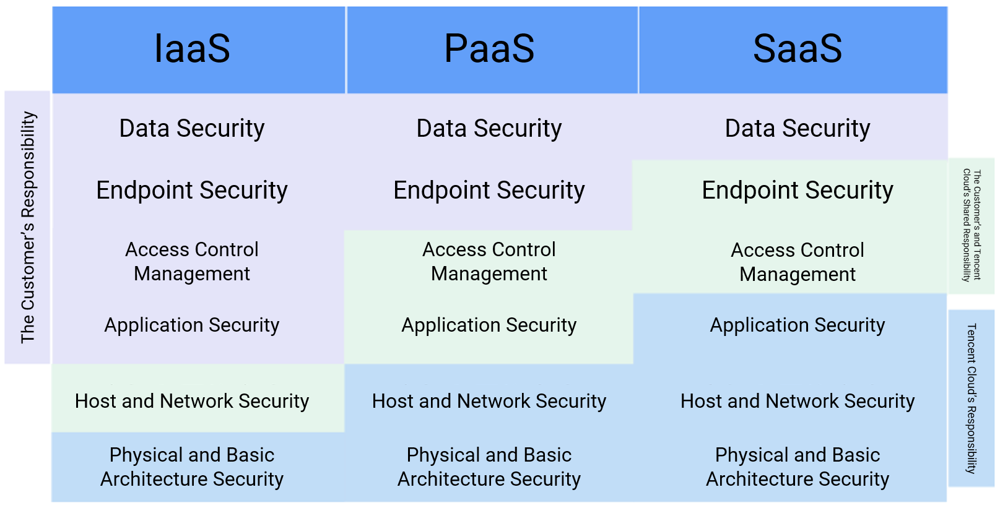 IaaS
PaaS
SaaS
The Customer’s Responsibility
Data Security
Data Security
Data Security
Endpoint Security
Endpoint Security
Endpoint Security
The Customer’s and Tencent
Cloud’s Shared Responsibility
Access Control
Management
Access Control
Management
Access Control
Management
Application Security
Application Security
Application Security
Tencent Cloud’s Responsibility
Host and Network Security
Host and Network Security
Host and Network Security
Physical and Basic
Architecture Security
Physical and Basic
Architecture Security
Physical and Basic
Architecture Security